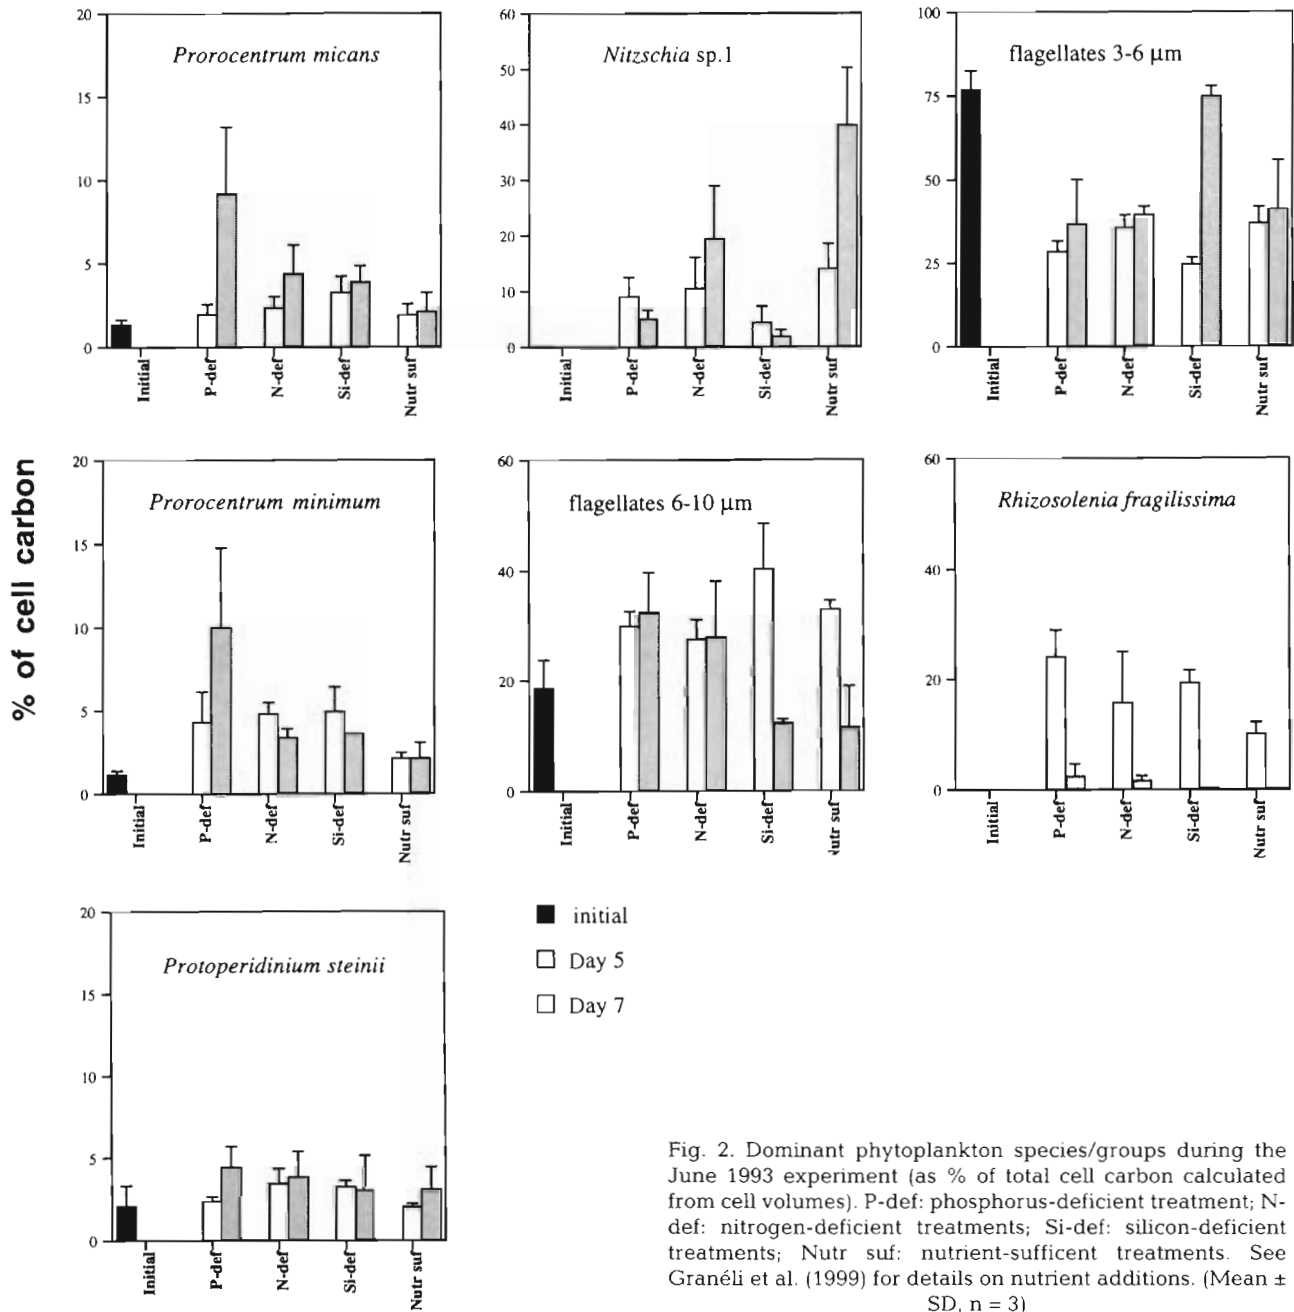 % of cell carbon
Prorocentrum micans
20
15
10
5
0
Initial
P-def
N-def
Si-def
Nutr suf
Nitzschia sp.1
60
50
40
30
20
10
0
Initial
P-def
N-def
Si-def
Nutr suf
flagellates 3-6 µm
100
75
50
25
0
Initial
P-def
N-def
Si-def
Nutr suf
Prorocentrum minimum
20
15
10
5
0
Initial
P-def
N-def
Si-def
Nutr suf
flagellates 6-10 µm
60
40
20
0
Initial
P-def
N-def
Si-def
Nutr suf
Rhizosolenia fragilissima
60
40
20
0
Initial
P-def
N-def
Si-def
Nutr suf
Protoperidinium steinii
20
15
10
5
0
Initial
P-def
N-def
Si-def
Nutr suf
initial
Day 5
Day 7
Fig. 2. Dominant phytoplankton species/groups during the
June 1993 experiment (as % of total cell carbon calculated
from cell volumes). P-def: phosphorus-deficient treatment; N-
def: nitrogen-deficient treatments; Si-def: silicon-deficient
treatments; Nutr suf: nutrient-sufficent treatments. See
Granéli et al. (1999) for details on nutrient additions. (Mean ±
SD, n = 3)